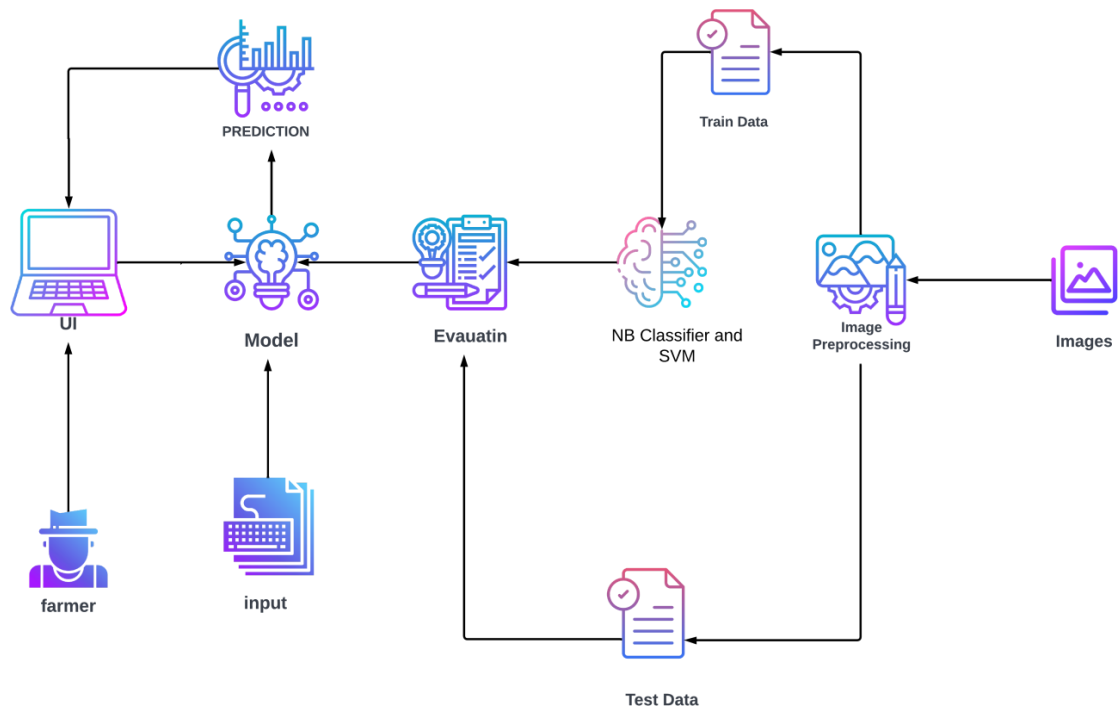 Train Data
PREDICTION
UI
Model
Evauatin
NB Classifier and
SVM
Image
Preprocessing
Images
farmer
input
Test Data